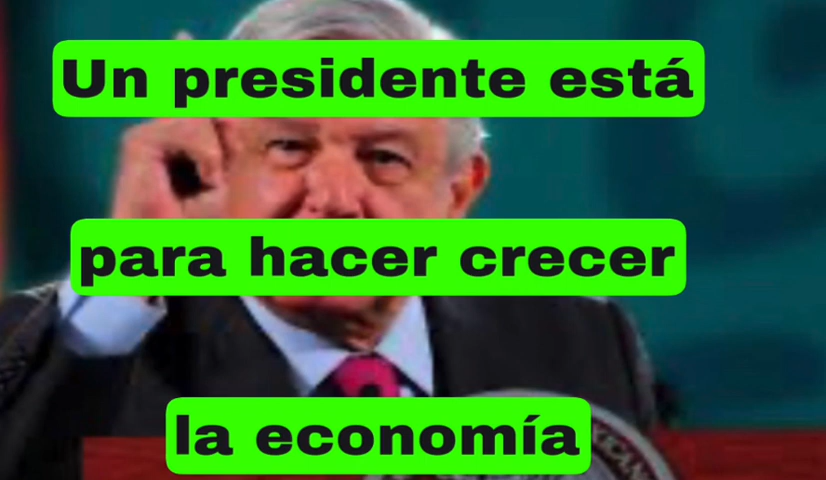 Un presidente está
para hacer crecer
la economía